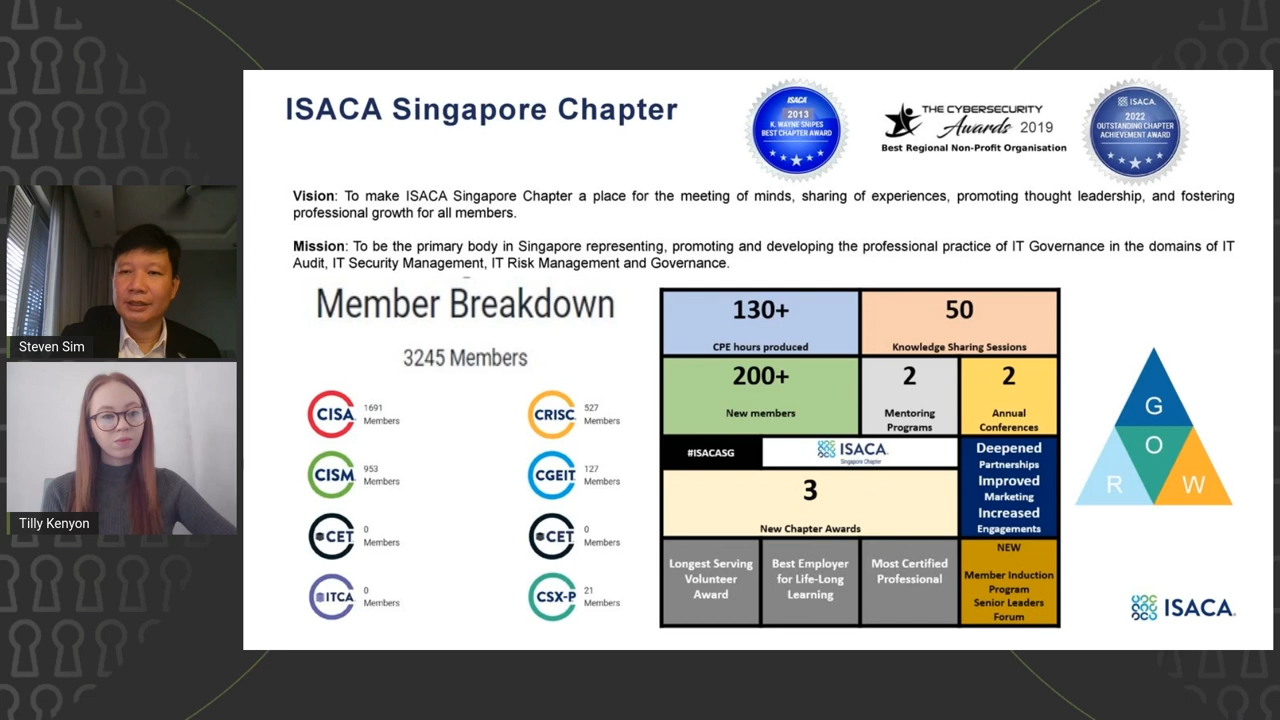 ISACA Singapore Chapter
ISACA
2013
K. WAYNE SNIPES
BEST CHAPTER AWARD
THE CYBERSECURITY
Awards 2019
Best Regional Non-Profit Organisation
ISACA.
2022
OUTSTANDING CHAPTER
ACHIEVEMENT AWARD
Vision: To make ISACA Singapore Chapter a place for the meeting of minds, sharing of experiences, promoting thought leadership, and fostering
professional growth for all members.
Mission: To be the primary body in Singapore representing, promoting and developing the professional practice of IT Governance in the domains of IT
Audit, IT Security Management, IT Risk Management and Governance.
Steven Sim
Tilly Kenyon
Member Breakdown
3245 Members
CISA
1691
Members
CRISC
527
Members
CISM
953
Members
CGEIT
127
Members
CET
0
Members
CET
0
Members
ITCA
0
Members
CSX-P
21
Members
130+
CPE hours produced
50
Knowledge Sharing Sessions
200+
New members
2
Mentoring
Programs
2
Annual
Conferences
#ISACASG
ISACA.
Singapore Chapter
Deepened
Partnerships
Improved
Marketing
Increased
Engagements
3
New Chapter Awards
Longest Serving
Volunteer
Award
Best Employer
for Life-Long
Learning
Most Certified
Professional
NEW
Member Induction
Program
Senior Leaders
Forum
G
R O W
ISACA.